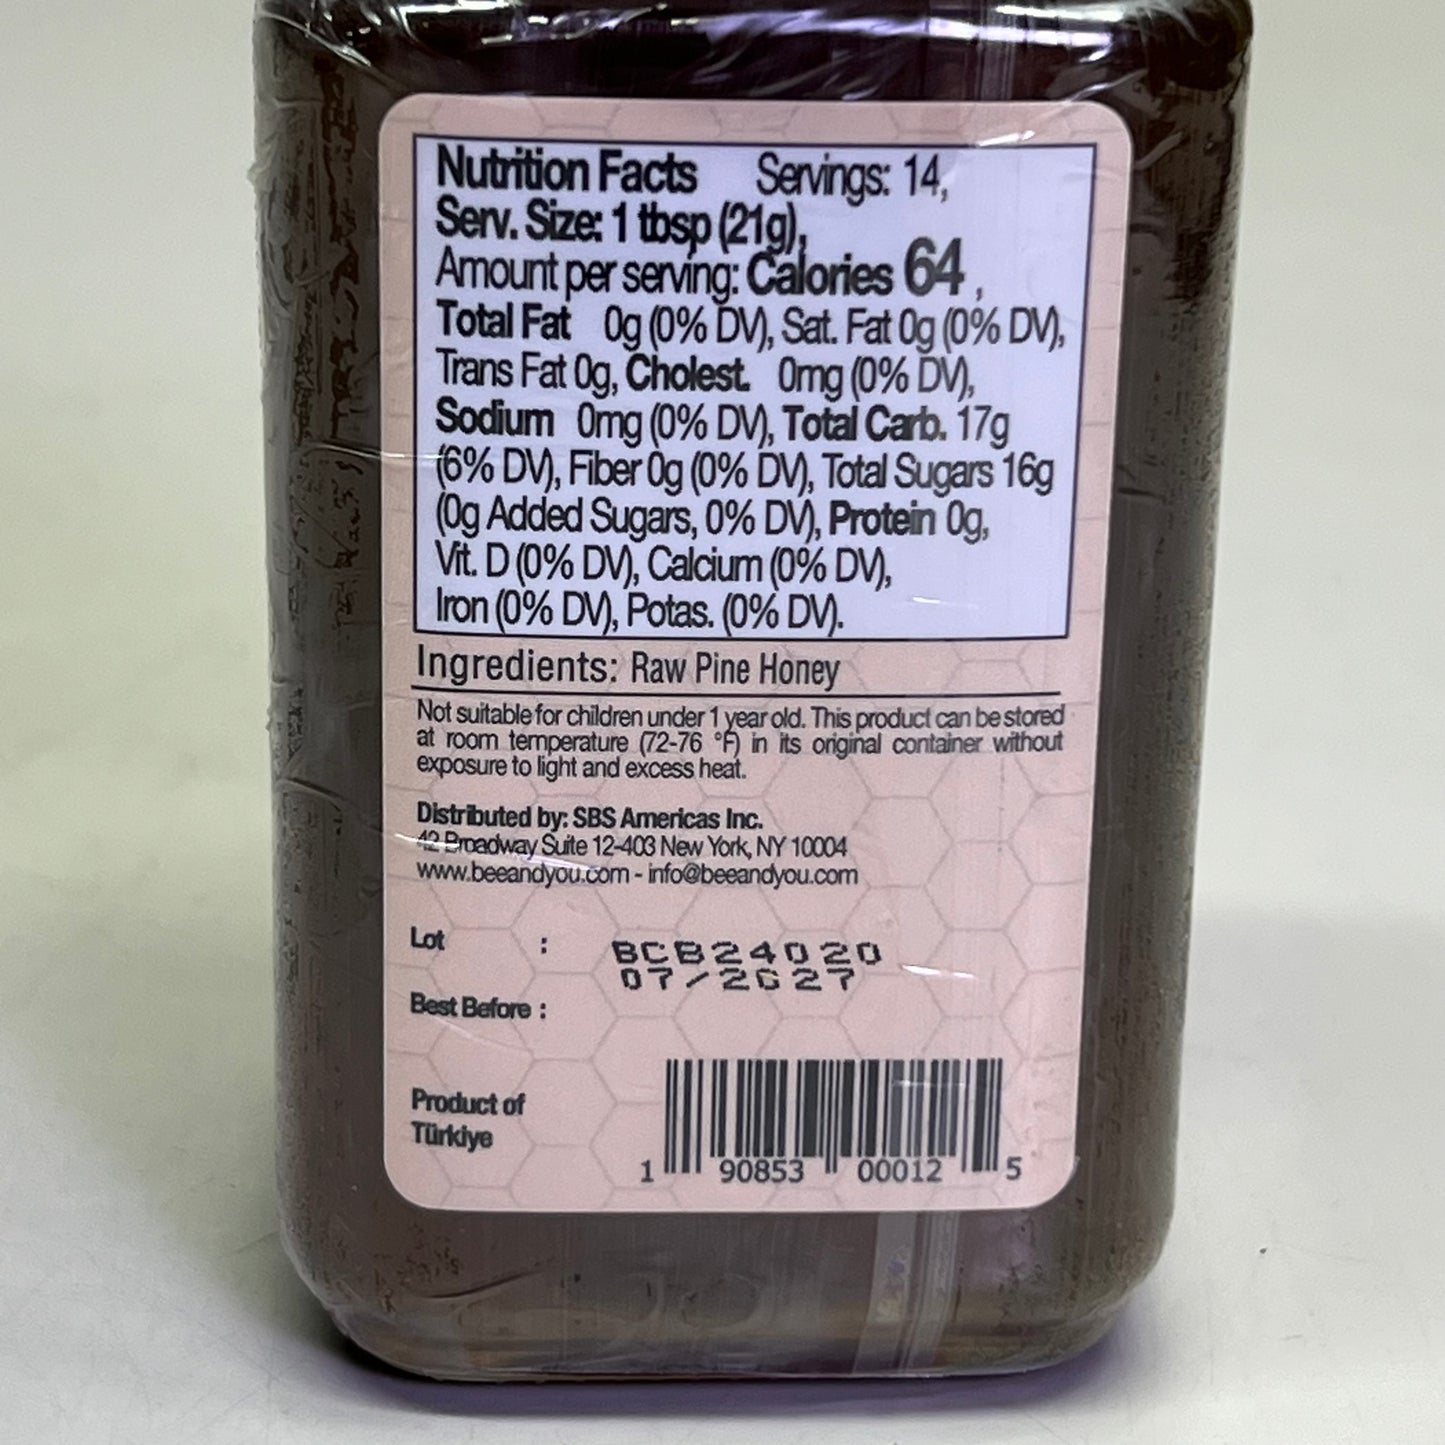 Nutrition Facts Servings: 14,
Serv. Size: 1 tbsp (21g),
Amount per serving: Calories 64 ,
Total Fat 0g (0% DV), Sat. Fat 0g (0% DV),
Trans Fat 0g, Cholest. 0mg (0% DV),
Sodium 0mg (0% DV), Total Carb. 17g
(6% DV), Fiber 0g (0% DV), Total Sugars 16g
(0g Added Sugars, 0% DV), Protein 0g,
Vit. D (0% DV), Calcium (0% DV),
Iron (0% DV), Potas. (0% DV).
Ingredients: Raw Pine Honey
Not suitable for children under 1 year old. This product can be stored
at room temperature (72-76 °F) in its original container without
exposure to light and excess heat.
Distributed by: SBS Americas Inc.
42 Broadway Suite 12-403 New York, NY 10004
www.beeandyou.com - info@beeandyou.com
Lot : BCB24020
07/2027
Best Before :
Product of
Türkiye
1 90853 00012 5